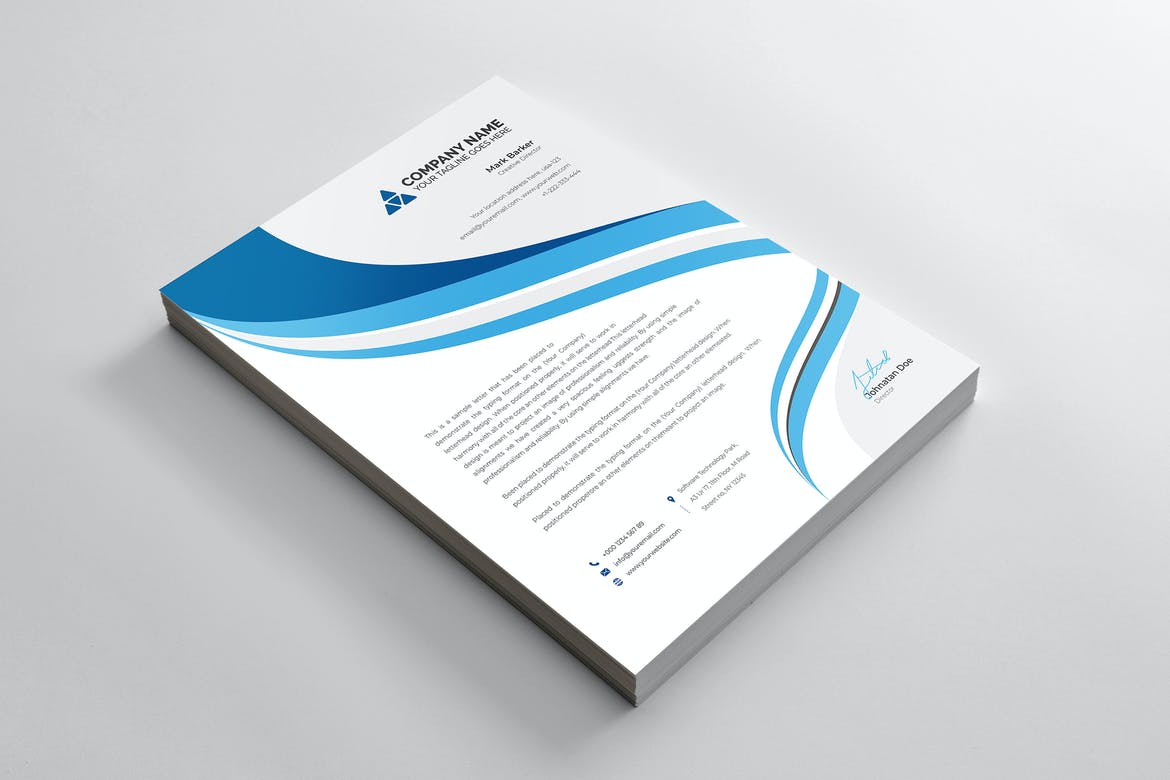 COMPANY NAME
YOUR TAGLINE GOES HERE
Mark Barker
Creative Director
Your location address here, usa-123
email@youremail.com, www.yourweb.com
+1-222-333-444
This is a sample letter that has been placed to
demonstrate the typing format on the (Your Company)
letterhead design. When positioned properly, it will serve to work in
harmony with all of the core an other elements on the letterhead This letterhead
design is meant to project an image of professionalism and reliability. By using simple
alignments we have created a very spacious feeling uggests strength and the image of
professionalism and reliability. By using simple alignments we have.
Been placed to demonstrate the typing format on the (Your Company) letterhead design. When
positioned properly, it will serve to work in harmony with all of the core an other elemeated.
Placed to demonstrate the typing format on the (Your Company) letterhead design. When
positioned properore an other elements on themeant to project an image.
Johnatan Doe
Director
Software Technology Park,
A3 Ur 17, 11th Floor, M Road
Street no, NY 12345
+000 1234 567 89
info@youremail.com
www.yourwebsite.com